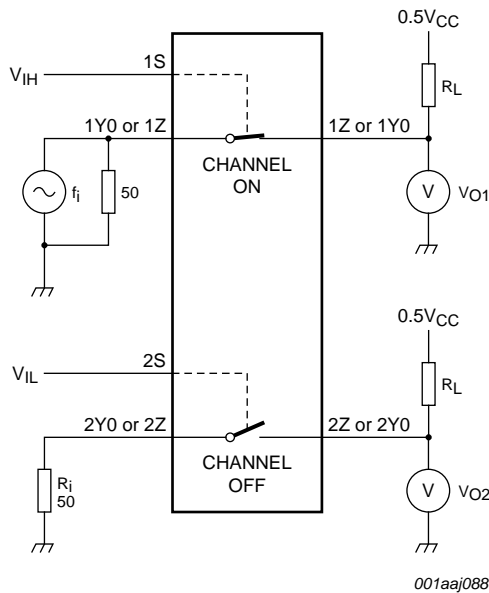 0.5VCC
1S
VIH
RL
1Y0 or 1Z
1Z or 1Y0
CHANNEL
ON
fi
50
V
VO1
0.5VCC
2S
VIL
RL
2Y0 or 2Z
2Z or 2Y0
CHANNEL
OFF
Ri
50
V
VO2
001aaj088